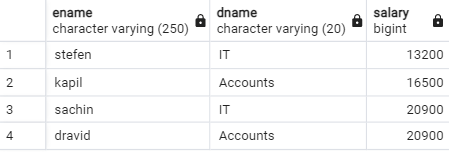 ename dname salary
character varying (250) character varying (20) bigint
1 stefen IT 13200
2 kapil Accounts 16500
3 sachin IT 20900
4 dravid Accounts 20900